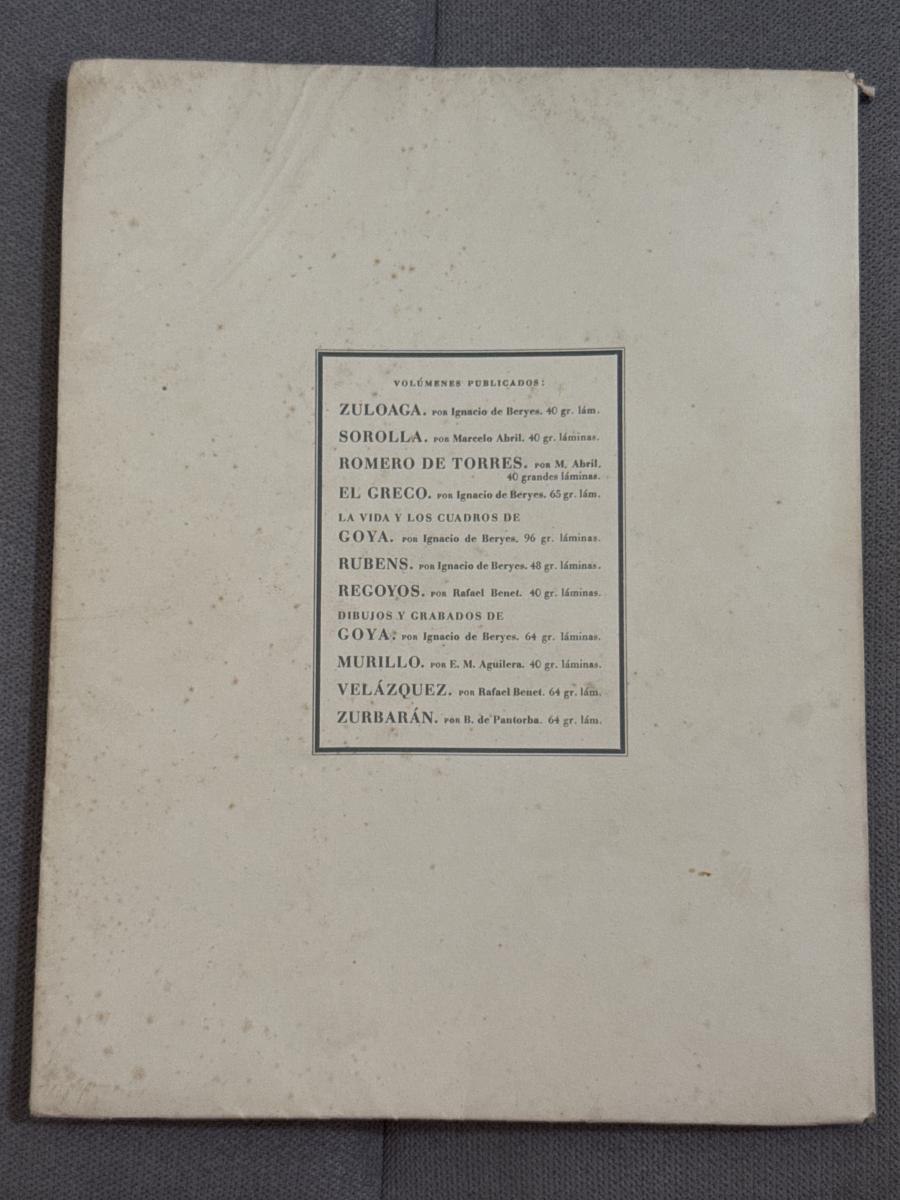 VOLÚMENES PUBLICADOS:
ZULOAGA. POR Ignacio de Beryes. 40 gr. lám.
SOROLLA. POR Marcelo Abril. 40 gr. láminas.
ROMERO DE TORRES. POR M. Abril.
40 grandes láminas.
EL GRECO. POR Ignacio de Beryes. 65 gr. lám.
LA VIDA Y LOS CUADROS DE
GOYA. POR Ignacio de Beryes. 96 gr. láminas.
RUBENS. POR Ignacio de Beryes. 48 gr. láminas.
REGOYOS. POR Rafael Benet. 40 gr. láminas.
DIBUJOS Y GRABADOS DE
GOYA. POR Ignacio de Beryes. 64 gr. láminas.
MURILLO. POR E. M. Aguilera. 40 gr. láminas.
VELÁZQUEZ. POR Rafael Benet. 64 gr. lám.
ZURBARÁN. POR B. de Pantorba. 64 gr. lám.